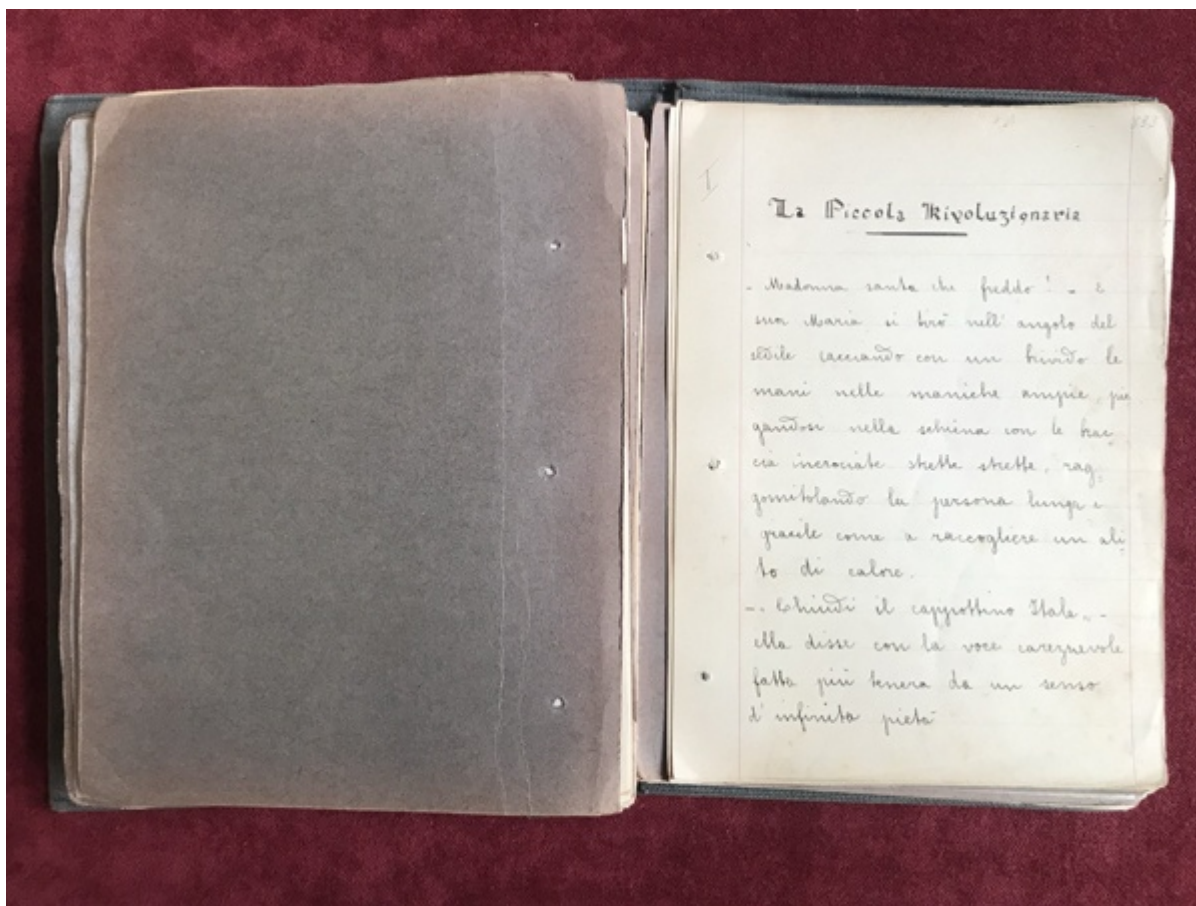 I
La Piccola Rivoluzionaria
- Madonna santa che freddo! - E
suor Maria si tirò nell'angolo del
sedile cacciando con un brivido le
mani nelle maniche ampie, pie
gandosi nella schiena con le brac
cia incrociate strette strette, rag.
gomitolando la persona lunga e
gracile come a raccogliere un ali
to di calore.
- Chiudi il cappottino Itala. -
ella disse con la voce carezzevole
fatta più tenera da un senso
d'infinita pietà